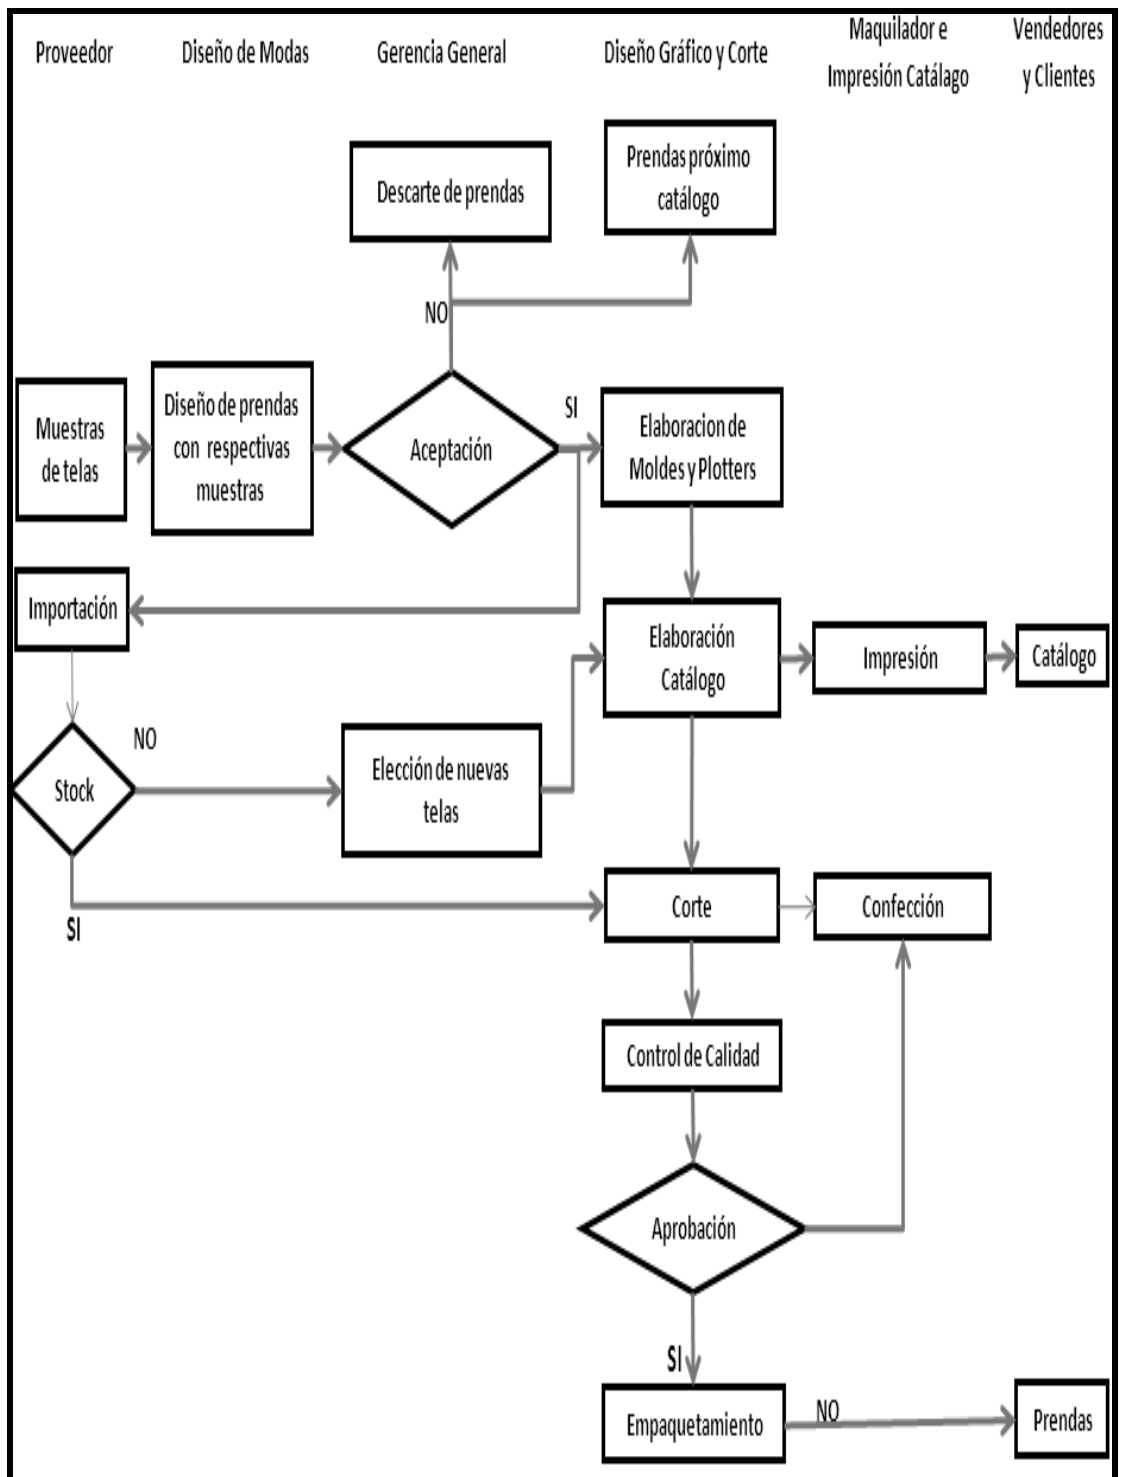 Proveedor
Diseño de Modas
Gerencia General
Diseño Gráfico y Corte
Maquilador e
Impresión Catálago
Vendedores
y Clientes
Descarte de prendas
Prendas próximo
catálogo
NO
Muestras
de telas
Diseño de prendas
con respectivas
muestras
Aceptación
SI
Elaboracion de
Moldes y Plotters
Importación
Elaboración
Catálogo
Impresión
Catálogo
Stock
NO
Elección de nuevas
telas
SI
Corte
Confección
Control de Calidad
Aprobación
SI
Empaquetamiento
NO
Prendas